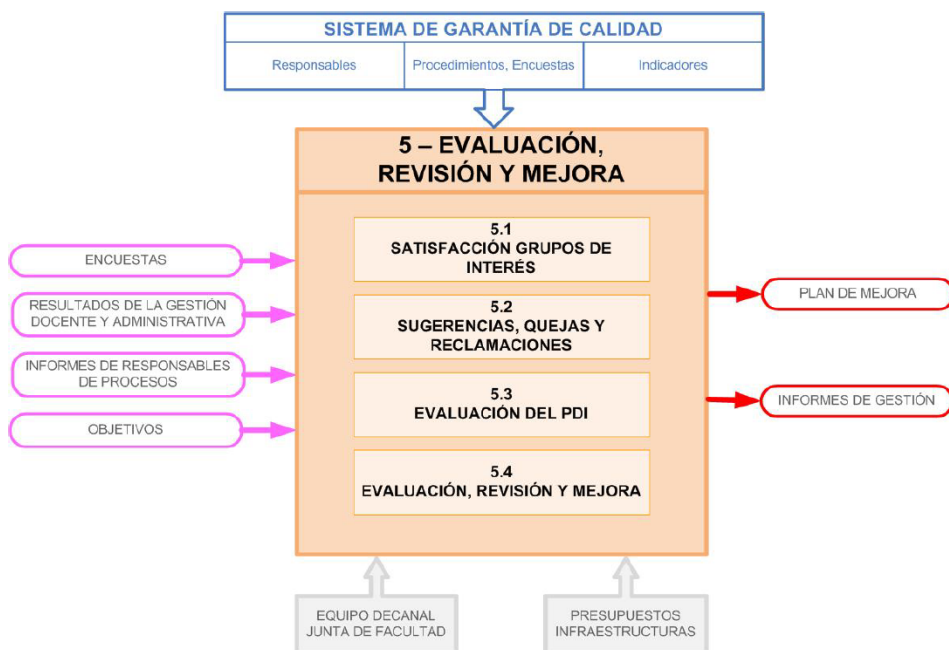 SISTEMA DE GARANTÍA DE CALIDAD
Responsables
Procedimientos, Encuestas
Indicadores
5 – EVALUACIÓN,
REVISIÓN Y MEJORA
5.1
SATISFACCIÓN GRUPOS DE
INTERÉS
5.2
SUGERENCIAS, QUEJAS Y
RECLAMACIONES
5.3
EVALUACIÓN DEL PDI
5.4
EVALUACIÓN, REVISIÓN Y MEJORA
ENCUESTAS
RESULTADOS DE LA GESTIÓN
DOCENTE Y ADMINISTRATIVA
INFORMES DE RESPONSABLES
DE PROCESOS
OBJETIVOS
PLAN DE MEJORA
INFORMES DE GESTIÓN
EQUIPO DECANAL
JUNTA DE FACULTAD
PRESUPUESTOS
INFRAESTRUCTURAS